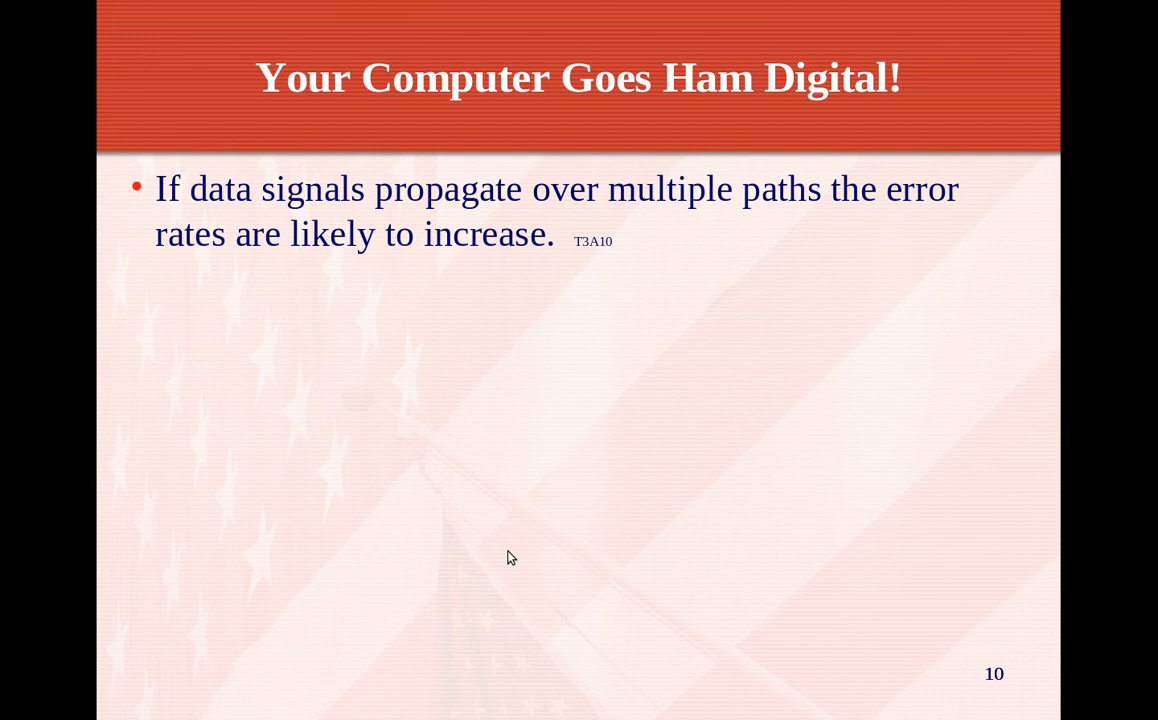 Your Computer Goes Ham Digital!
• If data signals propagate over multiple paths the error
rates are likely to increase. T3A10
10